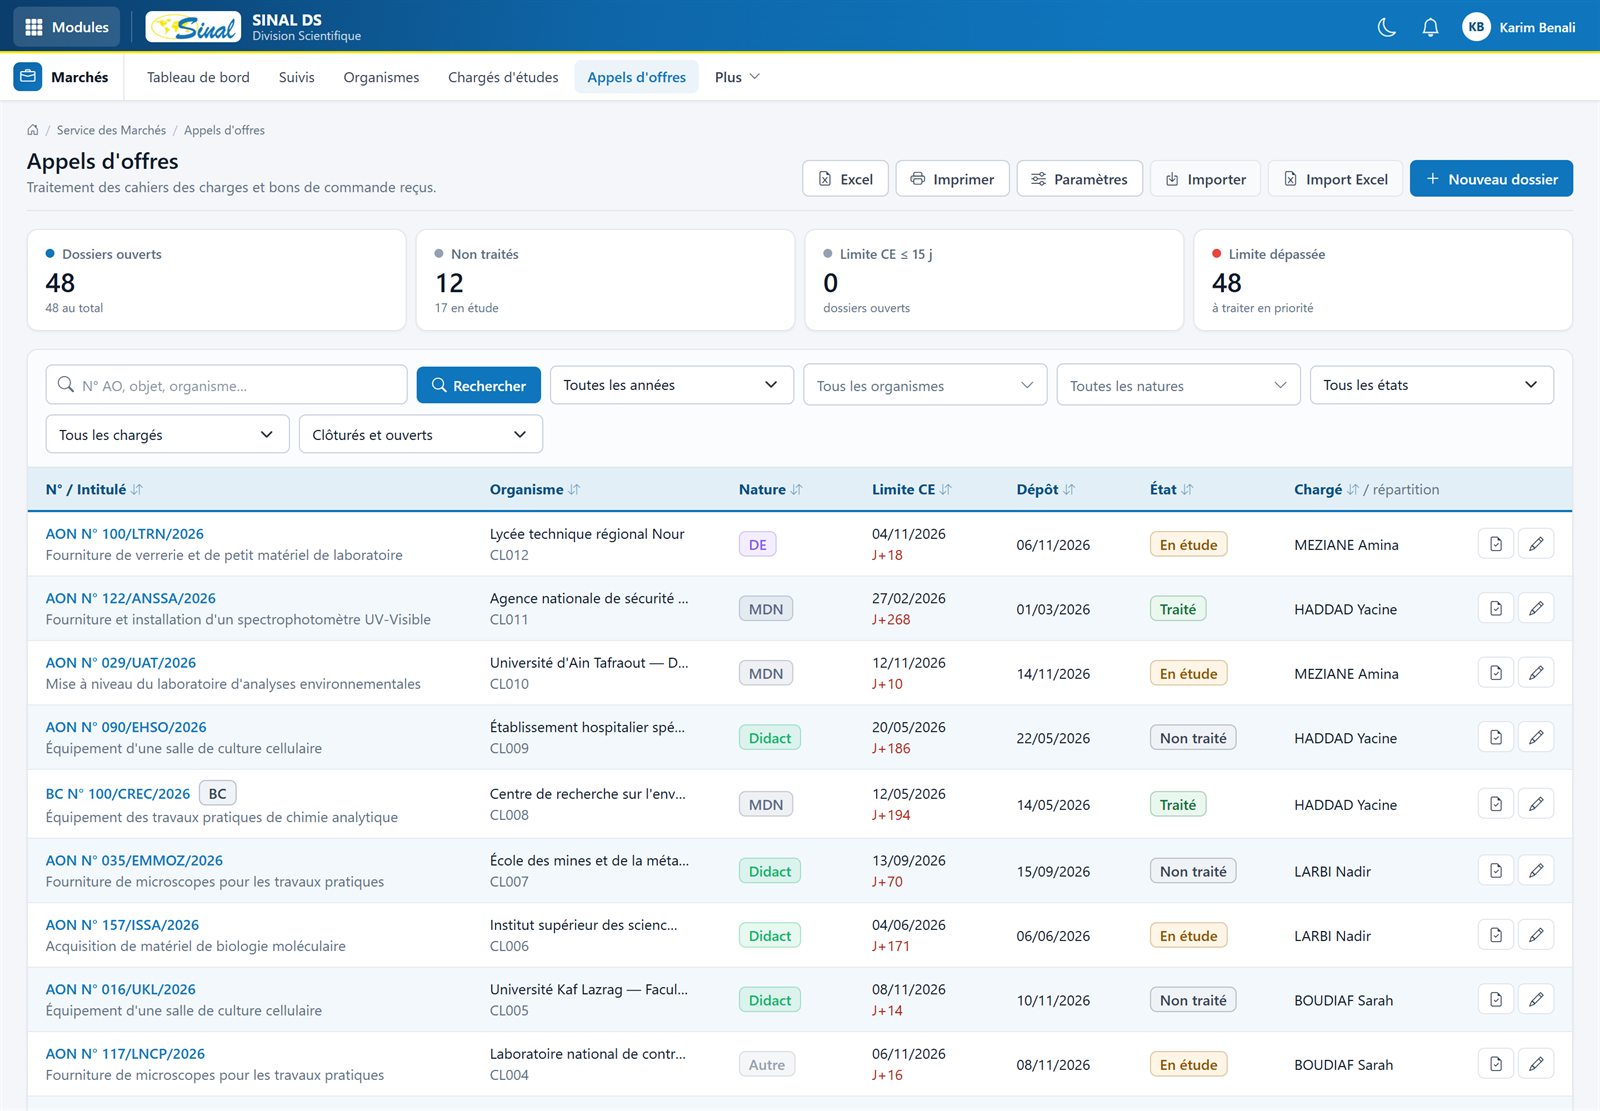 Modules
Sinal
SINAL DS
Division Scientifique
KB
Karim Benali
Marchés
Tableau de bord
Suivis
Organismes
Chargés d'études
Appels d'offres
Plus
/ Service des Marchés / Appels d'offres
Appels d'offres
Traitement des cahiers des charges et bons de commande reçus.
Excel
Imprimer
Paramètres
Importer
Import Excel
+ Nouveau dossier
Dossiers ouverts
48
48 au total
Non traités
12
17 en étude
Limite CE ≤ 15 j
0
dossiers ouverts
Limite dépassée
48
à traiter en priorité
N° AO, objet, organisme...
Rechercher
Toutes les années
Tous les organismes
Toutes les natures
Tous les états
Tous les chargés
Clôturés et ouverts
N° / Intitulé
Organisme
Nature
Limite CE
Dépôt
État
Chargé / répartition
AON N° 100/LTRN/2026
Fourniture de verrerie et de petit matériel de laboratoire
Lycée technique régional Nour
CL012
DE
04/11/2026
J+18
06/11/2026
En étude
MEZIANE Amina
AON N° 122/ANSSA/2026
Fourniture et installation d'un spectrophotomètre UV-Visible
Agence nationale de sécurité ...
CL011
MDN
27/02/2026
J+268
01/03/2026
Traité
HADDAD Yacine
AON N° 029/UAT/2026
Mise à niveau du laboratoire d'analyses environnementales
Université d'Ain Tafraout — D...
CL010
MDN
12/11/2026
J+10
14/11/2026
En étude
MEZIANE Amina
AON N° 090/EHSO/2026
Équipement d'une salle de culture cellulaire
Établissement hospitalier spé...
CL009
Didact
20/05/2026
J+186
22/05/2026
Non traité
HADDAD Yacine
BC N° 100/CREC/2026 BC
Équipement des travaux pratiques de chimie analytique
Centre de recherche sur l'env...
CL008
MDN
12/05/2026
J+194
14/05/2026
Traité
HADDAD Yacine
AON N° 035/EMMOZ/2026
Fourniture de microscopes pour les travaux pratiques
École des mines et de la méta...
CL007
Didact
13/09/2026
J+70
15/09/2026
Non traité
LARBI Nadir
AON N° 157/ISSA/2026
Acquisition de matériel de biologie moléculaire
Institut supérieur des scienc...
CL006
Didact
04/06/2026
J+171
06/06/2026
En étude
LARBI Nadir
AON N° 016/UKL/2026
Équipement d'une salle de culture cellulaire
Université Kaf Lazrag — Facul...
CL005
Didact
08/11/2026
J+14
10/11/2026
Non traité
BOUDIAF Sarah
AON N° 117/LNCP/2026
Fourniture de microscopes pour les travaux pratiques
Laboratoire national de contr...
CL004
Autre
06/11/2026
J+16
08/11/2026
En étude
BOUDIAF Sarah